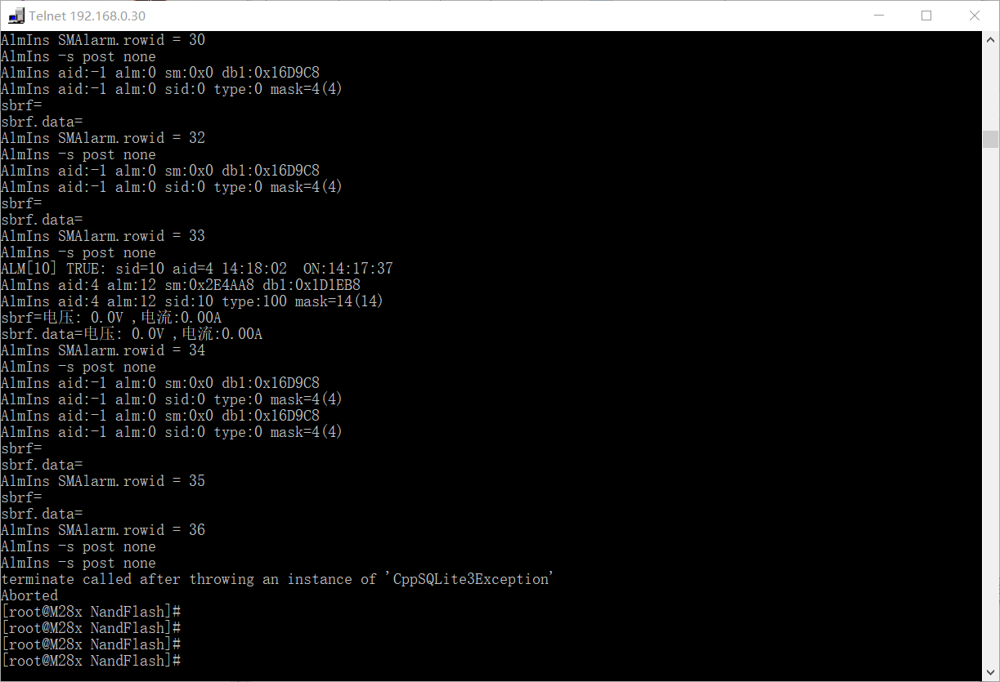 Telnet 192.168.0.30
AlmIns SMAlarm.rowid = 30
AlmIns -s post none
AlmIns aid:-1 alm:0 sm:0x0 db1:0x16D9C8
AlmIns aid:-1 alm:0 sid:0 type:0 mask=4(4)
sbrf=
sbrf.data=
AlmIns SMAlarm.rowid = 32
AlmIns -s post none
AlmIns aid:-1 alm:0 sm:0x0 db1:0x16D9C8
AlmIns aid:-1 alm:0 sid:0 type:0 mask=4(4)
sbrf=
sbrf.data=
AlmIns SMAlarm.rowid = 33
AlmIns -s post none
ALM[10] TRUE: sid=10 aid=4 14:18:02  ON:14:17:37
AlmIns aid:4 alm:12 sm:0x2E4AA8 db1:0x1D1EB8
AlmIns aid:4 alm:12 sid:10 type:100 mask=14(14)
sbrf=电压: 0.0V ,电流:0.00A
sbrf.data=电压: 0.0V ,电流:0.00A
AlmIns SMAlarm.rowid = 34
AlmIns -s post none
AlmIns aid:-1 alm:0 sm:0x0 db1:0x16D9C8
AlmIns aid:-1 alm:0 sid:0 type:0 mask=4(4)
AlmIns aid:-1 alm:0 sm:0x0 db1:0x16D9C8
AlmIns aid:-1 alm:0 sid:0 type:0 mask=4(4)
sbrf=
sbrf.data=
AlmIns SMAlarm.rowid = 35
sbrf=
sbrf.data=
AlmIns SMAlarm.rowid = 36
AlmIns -s post none
AlmIns -s post none
terminate called after throwing an instance of 'CppSQLite3Exception'
Aborted
[root@M28x NandFlash]#
[root@M28x NandFlash]#
[root@M28x NandFlash]#
[root@M28x NandFlash]#